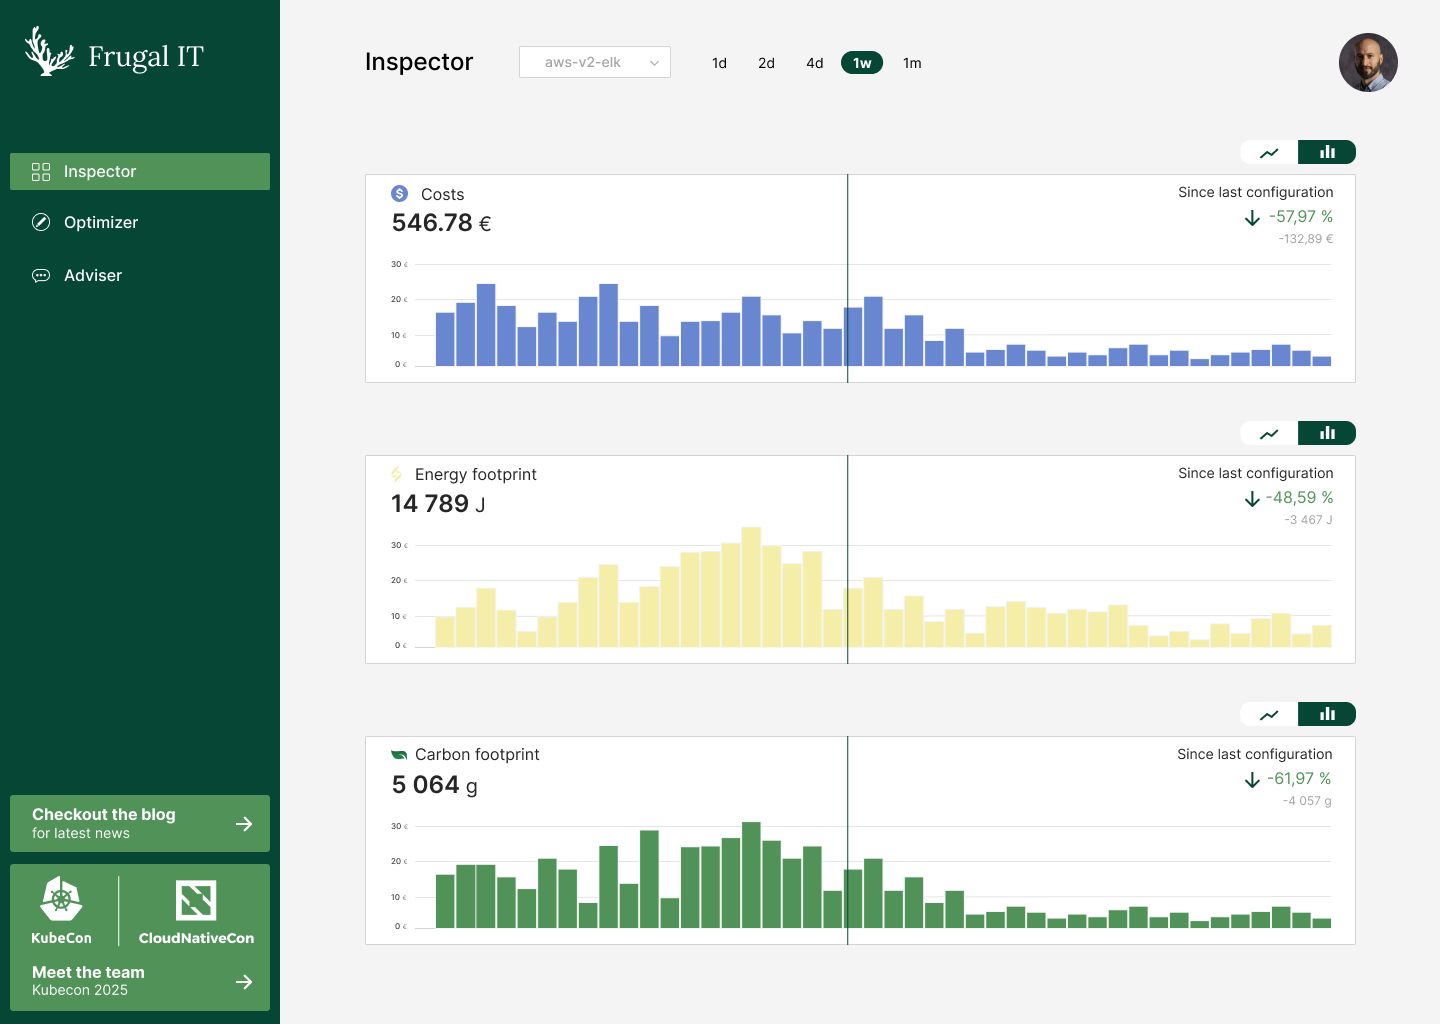 Frugal IT
Inspector
Optimizer
Adviser
Checkout the blog
for latest news
KubeCon
CloudNativeCon
Meet the team
Kubecon 2025
Inspector
aws-v2-elk
1d 2d 4d 1w 1m
$ Costs
546.78 €
Since last configuration
-57,97 %
-132,89 €
30 €
20 €
10 €
0 €
Energy footprint
14 789 J
Since last configuration
-48,59 %
-3 467 J
30 €
20 €
10 €
0 €
Carbon footprint
5 064 g
Since last configuration
-61,97 %
-4 057 g
30 €
20 €
10 €
0 €